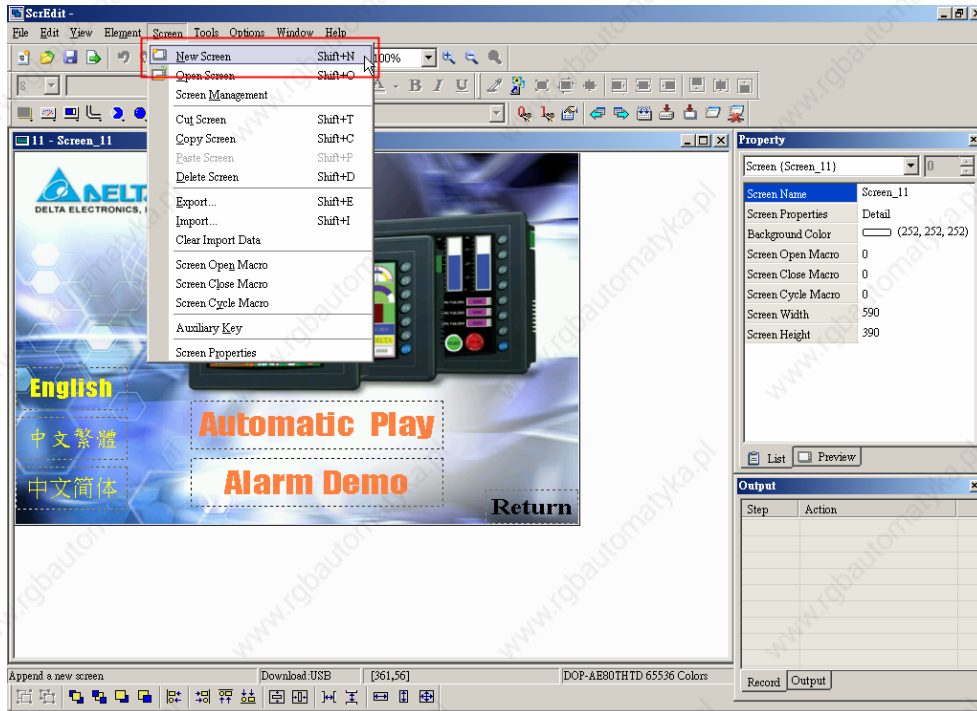 ScrEdit -
File Edit View Element Screen Tools Options Window Help
New Screen Shift+N
Open Screen Shift+O
Screen Management
Cut Screen Shift+T
Copy Screen Shift+C
Paste Screen Shift+P
Delete Screen Shift+D
Export... Shift+E
Import... Shift+I
Clear Import Data
Screen Open Macro
Screen Close Macro
Screen Cycle Macro
Auxiliary Key
Screen Properties
100%
8
A B I U
11 - Screen_11
DELTA ELECTRONICS,
English
中文繁體
中文简体
Automatic Play
Alarm Demo
Return
Property
Screen {Screen_11} 0
Screen Name Screen_11
Screen Properties Detail
Background Color (252, 252, 252)
Screen Open Macro 0
Screen Close Macro 0
Screen Cycle Macro 0
Screen Width 590
Screen Height 390
List Preview
Output
Step Action
Record Output
Append a new screen Download:USB [361,56] DOP-AE80THTD 65536 Colors
www.rgbautomatyka.pl